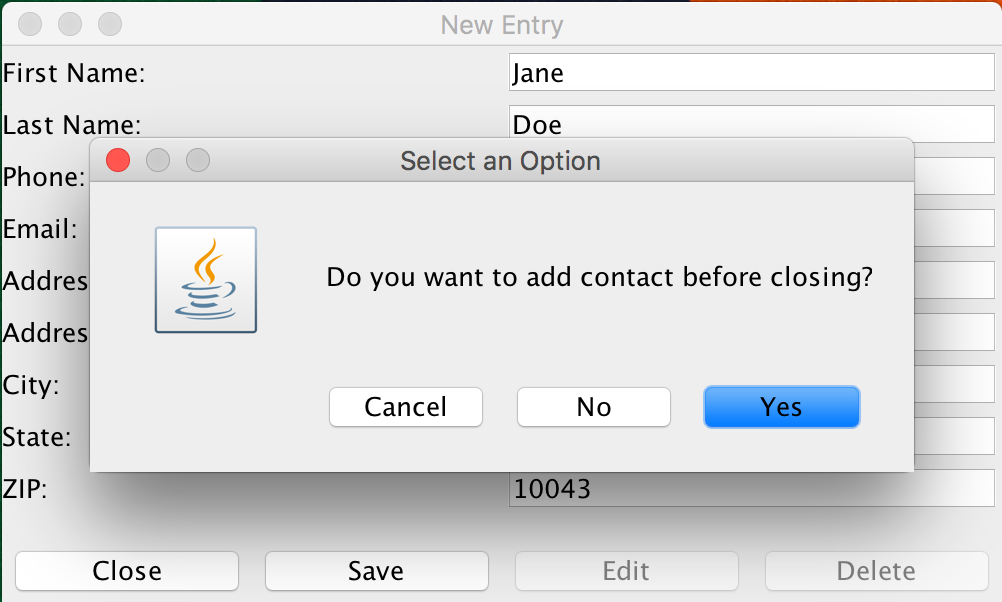 New Entry
First Name: Jane
Last Name: Doe
Select an Option
Phone:
Email:
Do you want to add contact before closing?
Addres
Addres
City:
Cancel No Yes
State:
ZIP: 10043
Close Save Edit Delete